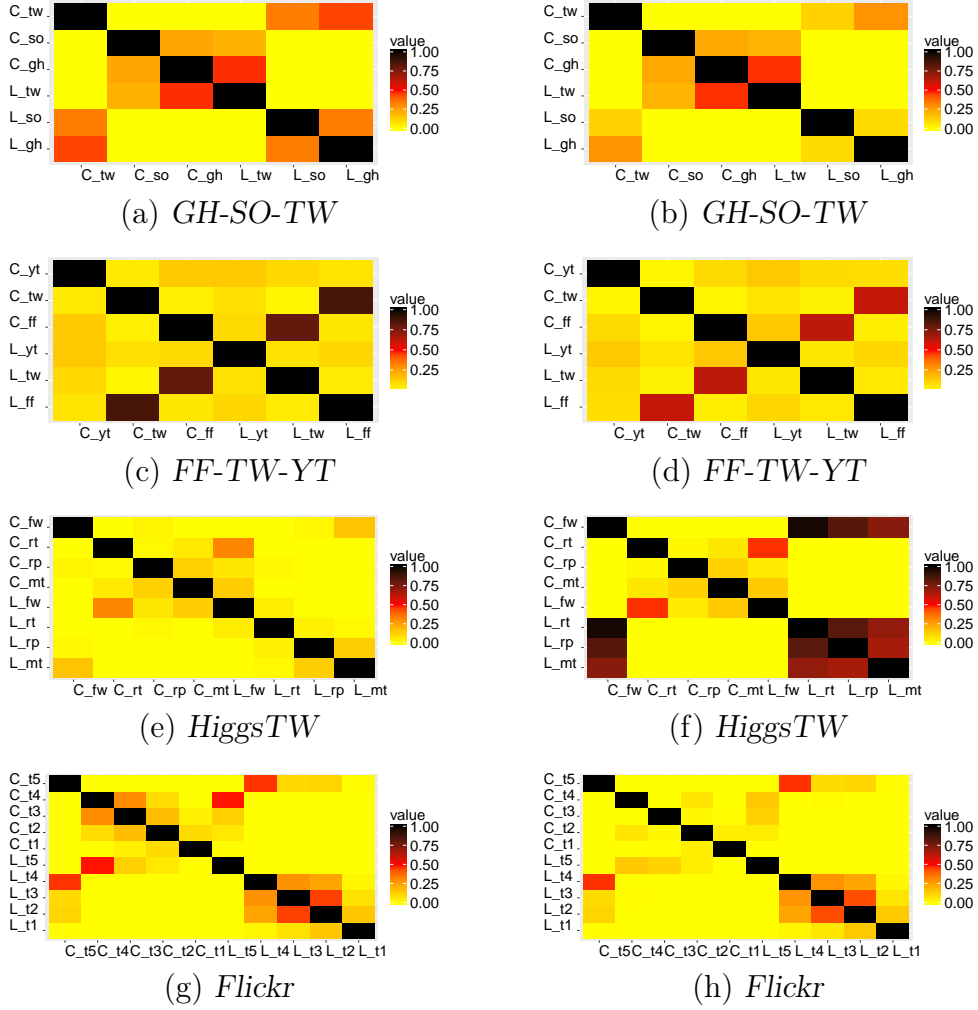 C_tw
C_so
C_gh
L_tw
L_so
L_gh
C_tw C_so C_gh L_tw L_so L_gh
value
1.00
0.75
0.50
0.25
0.00
(a) GH-SO-TW
C_tw
C_so
C_gh
L_tw
L_so
L_gh
C_tw C_so C_gh L_tw L_so L_gh
value
1.00
0.75
0.50
0.25
0.00
(b) GH-SO-TW
C_yt
C_tw
C_ff
L_yt
L_tw
L_ff
C_yt C_tw C_ff L_yt L_tw L_ff
value
1.00
0.75
0.50
0.25
(c) FF-TW-YT
C_yt
C_tw
C_ff
L_yt
L_tw
L_ff
C_yt C_tw C_ff L_yt L_tw L_ff
value
1.00
0.75
0.50
0.25
(d) FF-TW-YT
C_fw
C_rt
C_rp
C_mt
L_fw
L_rt
L_rp
L_mt
C_fw C_rt C_rp C_mt L_fw L_rt L_rp L_mt
value
1.00
0.75
0.50
0.25
0.00
(e) HiggsTW
C_fw
C_rt
C_rp
C_mt
L_fw
L_rt
L_rp
L_mt
C_fw C_rt C_rp C_mt L_fw L_rt L_rp L_mt
value
1.00
0.75
0.50
0.25
0.00
(f) HiggsTW
C_t5
C_t4
C_t3
C_t2
C_t1
L_t5
L_t4
L_t3
L_t2
L_t1
C_t5 C_t4 C_t3 C_t2 C_t1 L_t5 L_t4 L_t3 L_t2 L_t1
value
1.00
0.75
0.50
0.25
0.00
(g) Flickr
C_t5
C_t4
C_t3
C_t2
C_t1
L_t5
L_t4
L_t3
L_t2
L_t1
C_t5 C_t4 C_t3 C_t2 C_t1 L_t5 L_t4 L_t3 L_t2 L_t1
value
1.00
0.75
0.50
0.25
0.00
(h) Flickr